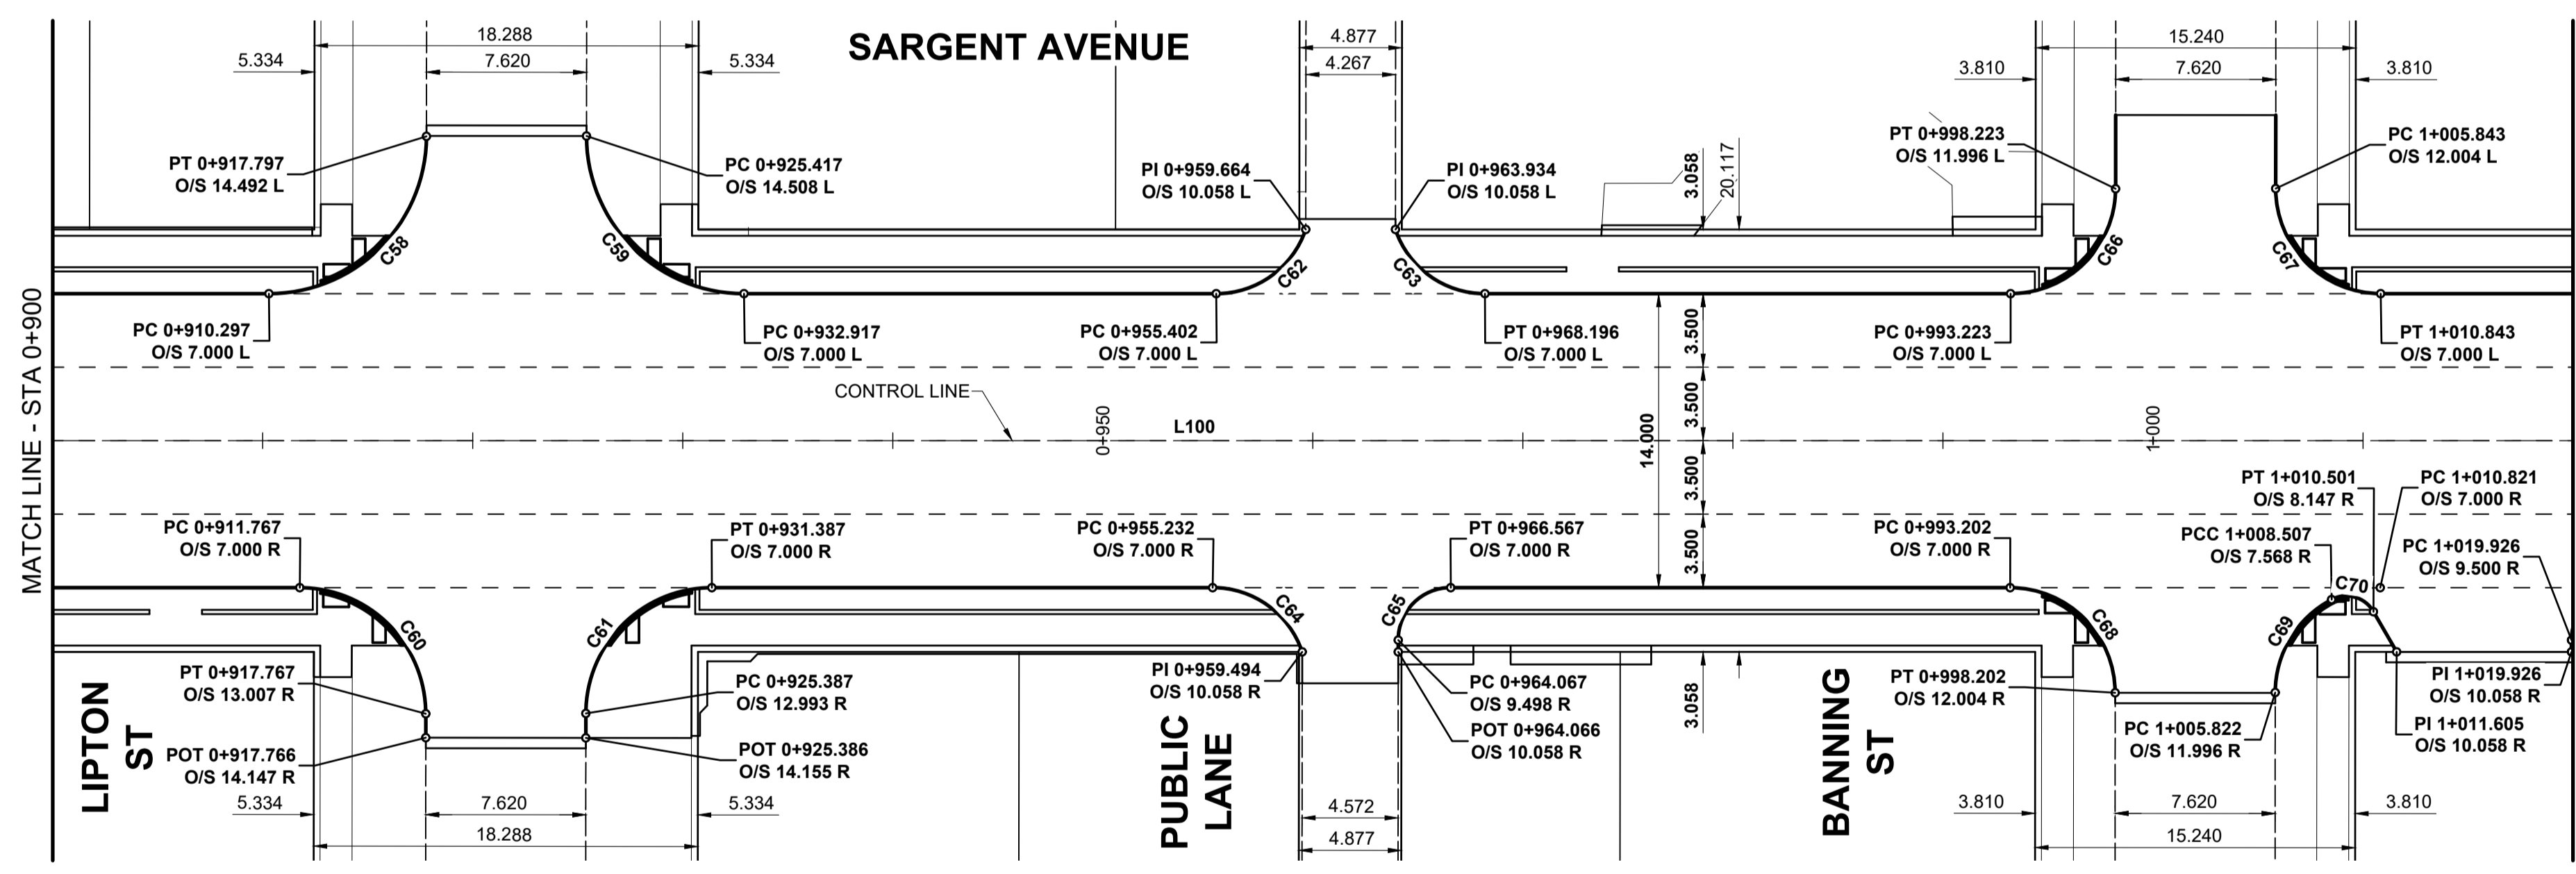 18.288
5.334
7.620
5.334
SARGENT AVENUE
4.877
4.267
15.240
3.810
7.620
3.810
PT 0+917.797
O/S 14.492 L
PC 0+925.417
O/S 14.508 L
PI 0+959.664
O/S 10.058 L
PI 0+963.934
O/S 10.058 L
3.058
20.117
PT 0+998.223
O/S 11.996 L
PC 1+005.843
O/S 12.004 L
C58
C59
C62
C63
C66
C67
PC 0+910.297
O/S 7.000 L
PC 0+932.917
O/S 7.000 L
PC 0+955.402
O/S 7.000 L
PT 0+968.196
O/S 7.000 L
3.500
PC 0+993.223
O/S 7.000 L
PT 1+010.843
O/S 7.000 L
MATCH LINE - STA 0+900
CONTROL LINE
0+950
L100
14.000
3.500
1+000
3.500
3.500
PC 0+911.767
O/S 7.000 R
PT 0+931.387
O/S 7.000 R
PC 0+955.232
O/S 7.000 R
PT 0+966.567
O/S 7.000 R
PC 0+993.202
O/S 7.000 R
PT 1+010.501
O/S 8.147 R
PC 1+010.821
O/S 7.000 R
PCC 1+008.507
O/S 7.568 R
PC 1+019.926
O/S 9.500 R
C60
C61
C64
C65
C68
C69
C70
LIPTON
ST
PT 0+917.767
O/S 13.007 R
POT 0+917.766
O/S 14.147 R
PC 0+925.387
O/S 12.993 R
POT 0+925.386
O/S 14.155 R
PUBLIC
LANE
PI 0+959.494
O/S 10.058 R
PC 0+964.067
O/S 9.498 R
POT 0+964.066
O/S 10.058 R
3.058
BANNING
ST
PT 0+998.202
O/S 12.004 R
PC 1+005.822
O/S 11.996 R
PI 1+019.926
O/S 10.058 R
PI 1+011.605
O/S 10.058 R
5.334
7.620
5.334
18.288
4.572
4.877
3.810
7.620
3.810
15.240